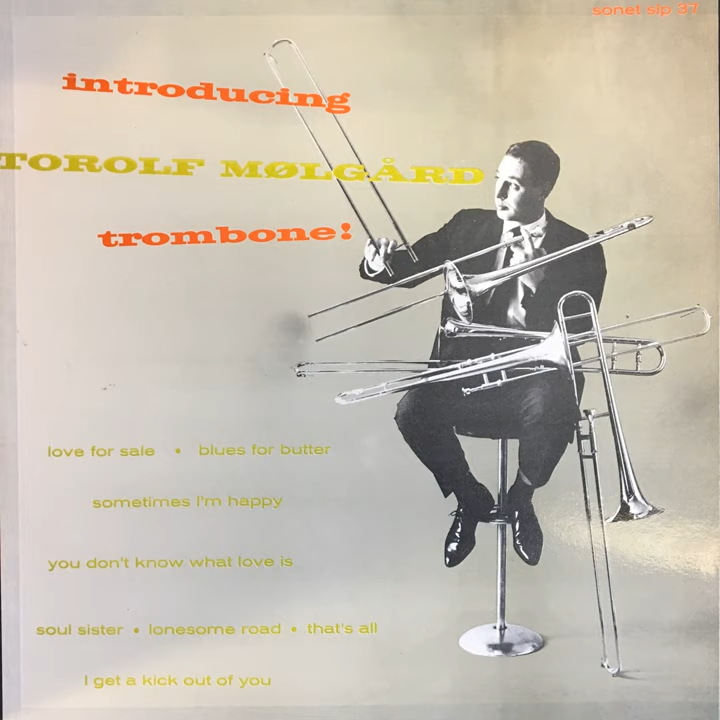 sonet slp 37
introducing
TOROLF MØLGÅRD
trombone!
love for sale • blues for butter
sometimes I'm happy
you don't know what love is
soul sister • lonesome road • that's all
I get a kick out of you